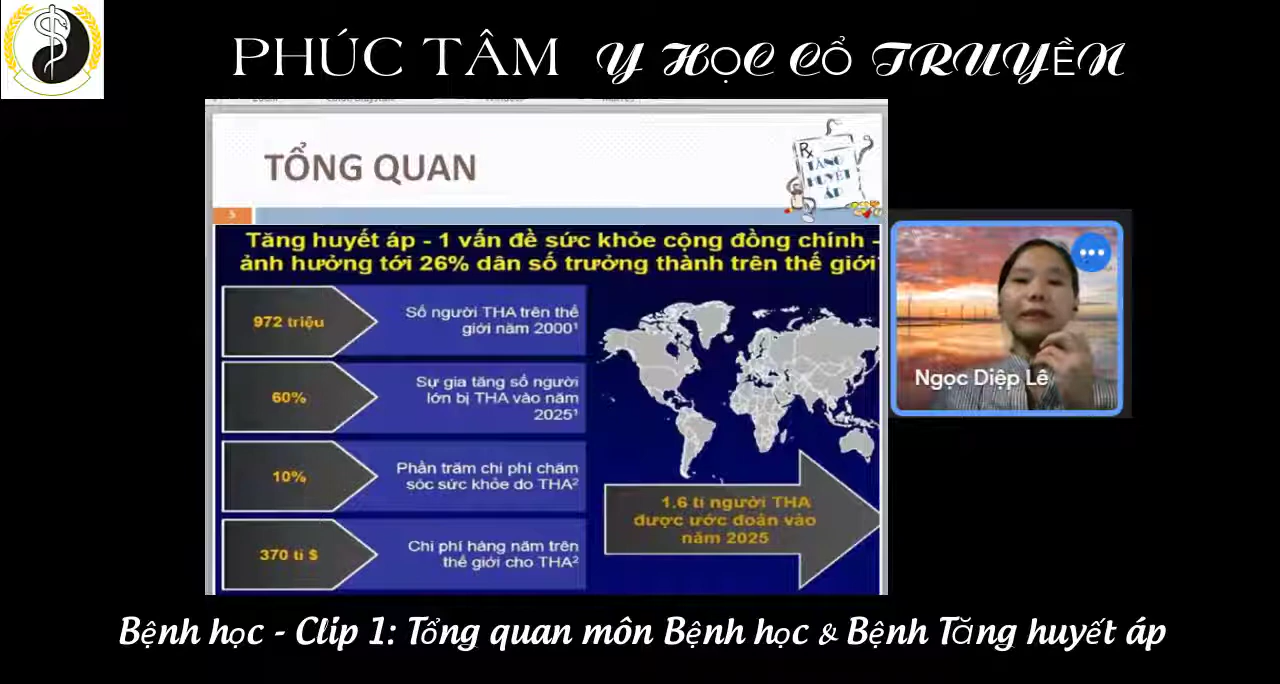 PHÚC TÂM Y HỌC CỔ TRUYỀN
TỔNG QUAN
Rx
TĂNG
HUYẾT
ÁP
5
Tăng huyết áp - 1 vấn đề sức khỏe cộng đồng chính -
ảnh hưởng tới 26% dân số trưởng thành trên thế giới
972 triệu
Số người THA trên thế
giới năm 2000¹
60%
Sự gia tăng số người
lớn bị THA vào năm
2025¹
10%
Phần trăm chi phí chăm
sóc sức khỏe do THA²
370 tỉ $
Chi phí hàng năm trên
thế giới cho THA²
1.6 tỉ người THA
được ước đoán vào
năm 2025
Ngọc Diệp Lê
Bệnh học - Clip 1: Tổng quan môn Bệnh học & Bệnh Tăng huyết áp